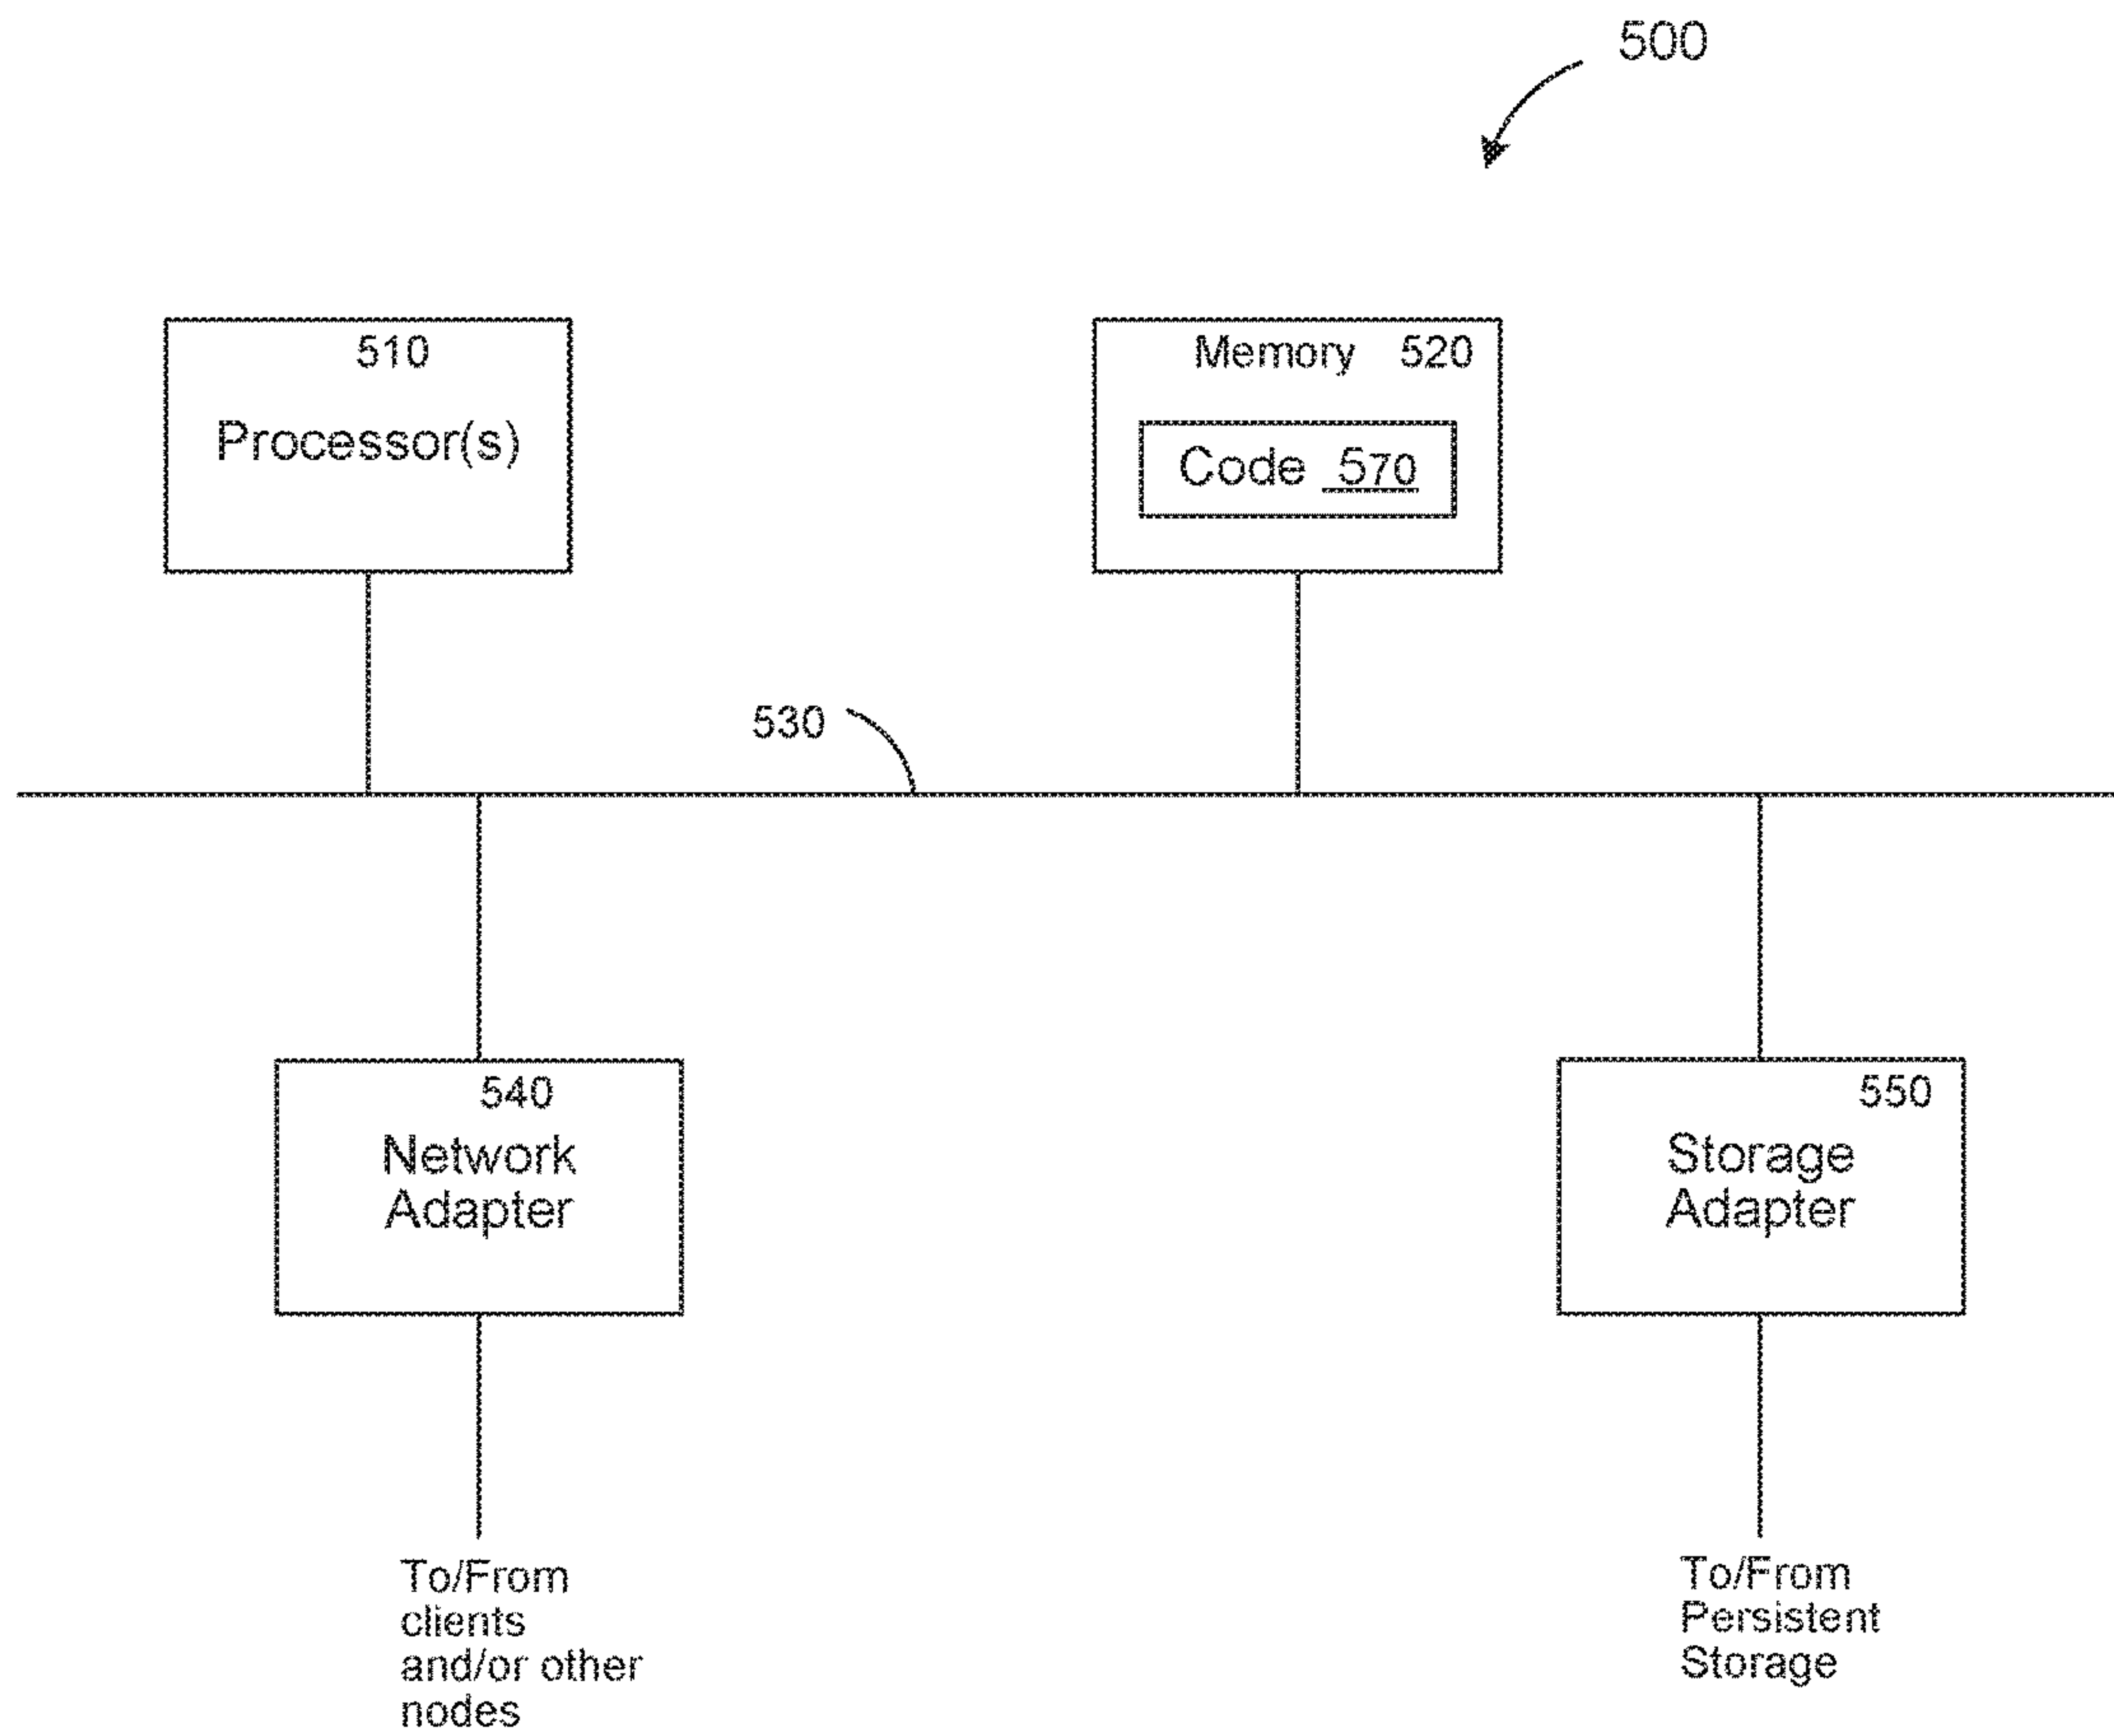 500
510
Processor(s)
Memory 520
Code 570
530
540
Network
Adapter
550
Storage
Adapter
To/From
clients
and/or other
nodes
To/From
Persistent
Storage